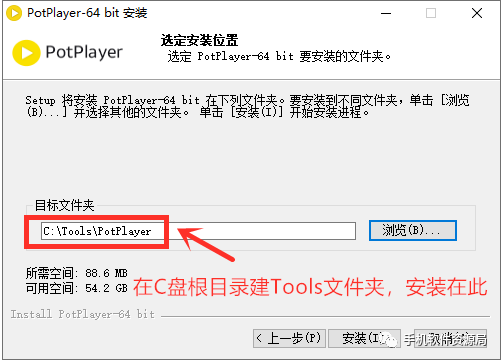 PotPlayer-64 bit 安装
PotPlayer
选定安装位置
选定 PotPlayer-64 bit 要安装的文件夹。
Setup 将安装 PotPlayer-64 bit 在下列文件夹。要安装到不同文件夹，单击 [浏览
(B)...] 并选择其他的文件夹。 单击 [安装(I)] 开始安装进程。
目标文件夹
C:\Tools\PotPlayer
浏览(B)...
所需空间: 88.6 MB
可用空间: 54.2 GB
在C盘根目录建Tools文件夹，安装在此
Install PotPlayer-64 bit
< 上一步(P)
安装(I)
手机软件资源局